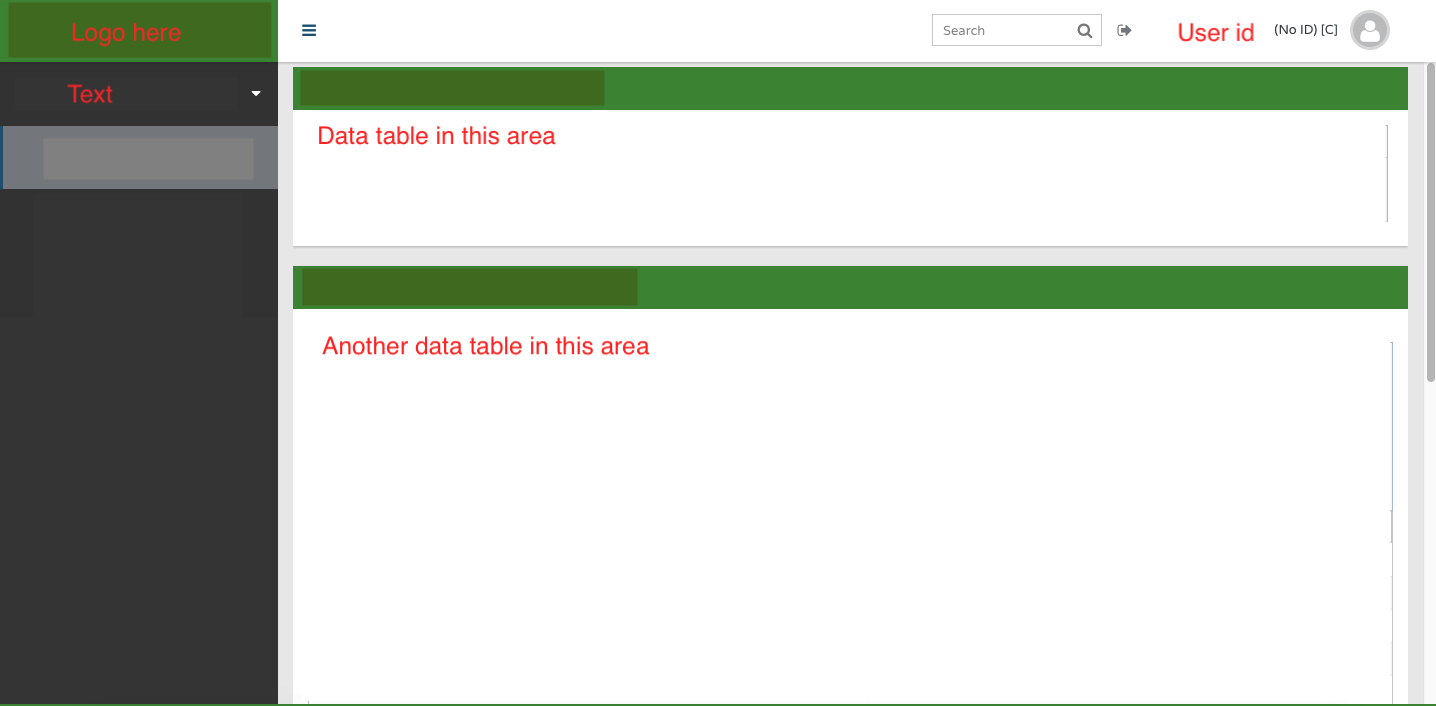 Logo here
Search
User id
(No ID) [C]
Text
Data table in this area
Another data table in this area